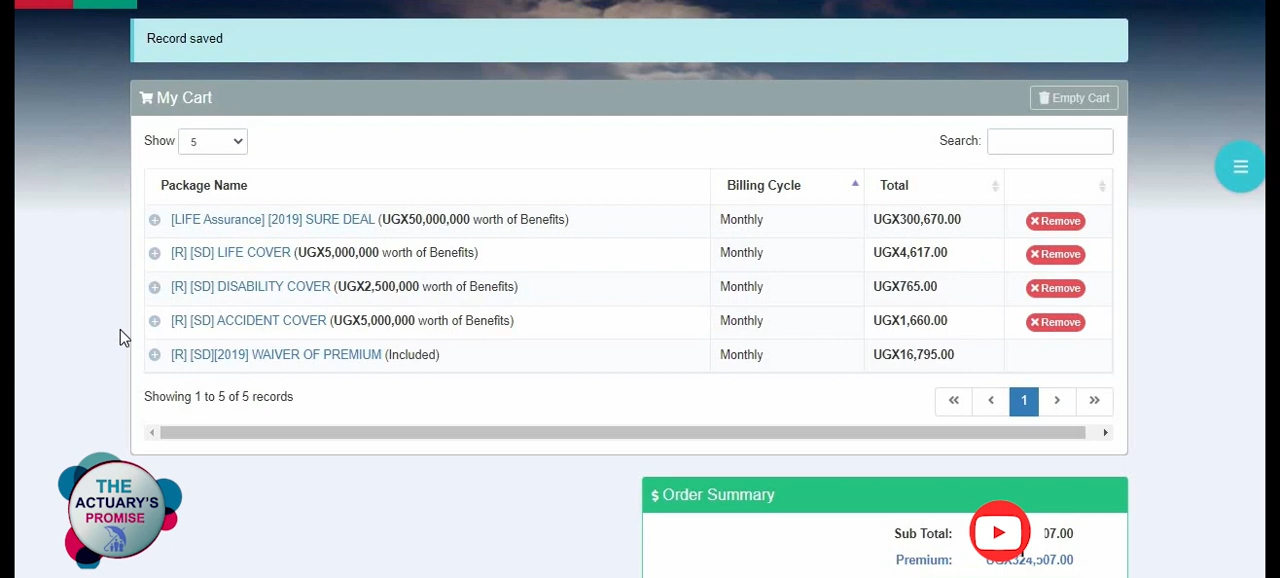 Record saved
My Cart
Empty Cart
Show 5
Search:
Package Name Billing Cycle Total
[LIFE Assurance] [2019] SURE DEAL (UGX50,000,000 worth of Benefits) Monthly UGX300,670.00 Remove
[R] [SD] LIFE COVER (UGX5,000,000 worth of Benefits) Monthly UGX4,617.00 Remove
[R] [SD] DISABILITY COVER (UGX2,500,000 worth of Benefits) Monthly UGX765.00 Remove
[R] [SD] ACCIDENT COVER (UGX5,000,000 worth of Benefits) Monthly UGX1,660.00 Remove
[R] [SD][2019] WAIVER OF PREMIUM (Included) Monthly UGX16,795.00
Showing 1 to 5 of 5 records
« ‹ 1 › »
THE
ACTUARY'S
PROMISE
$ Order Summary
Sub Total: 07.00
Premium: UGX324,507.00